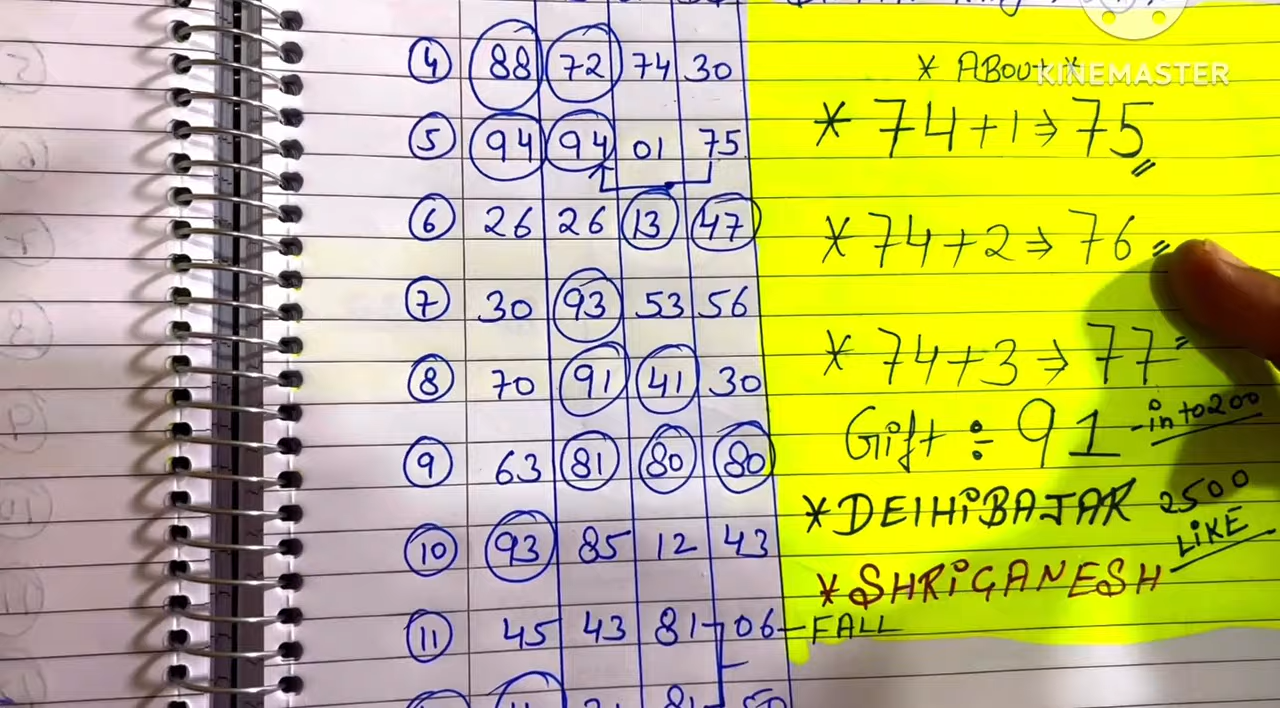 * ABout *
KINEMASTER
4 88 72 74 30
* 74+1⇒75
5 94 94 01 75
6 26 26 13 47
* 74+2⇒76
7 30 93 53 56
* 74+3⇒77
8 70 91 41 30
Gift ÷ 91 -into200
9 63 81 80 80
* DElHiBAJAR 2500
LiKE
10 93 85 12 43
* SHRiGANESH
11 45 43 81 06 - FALL
81 50